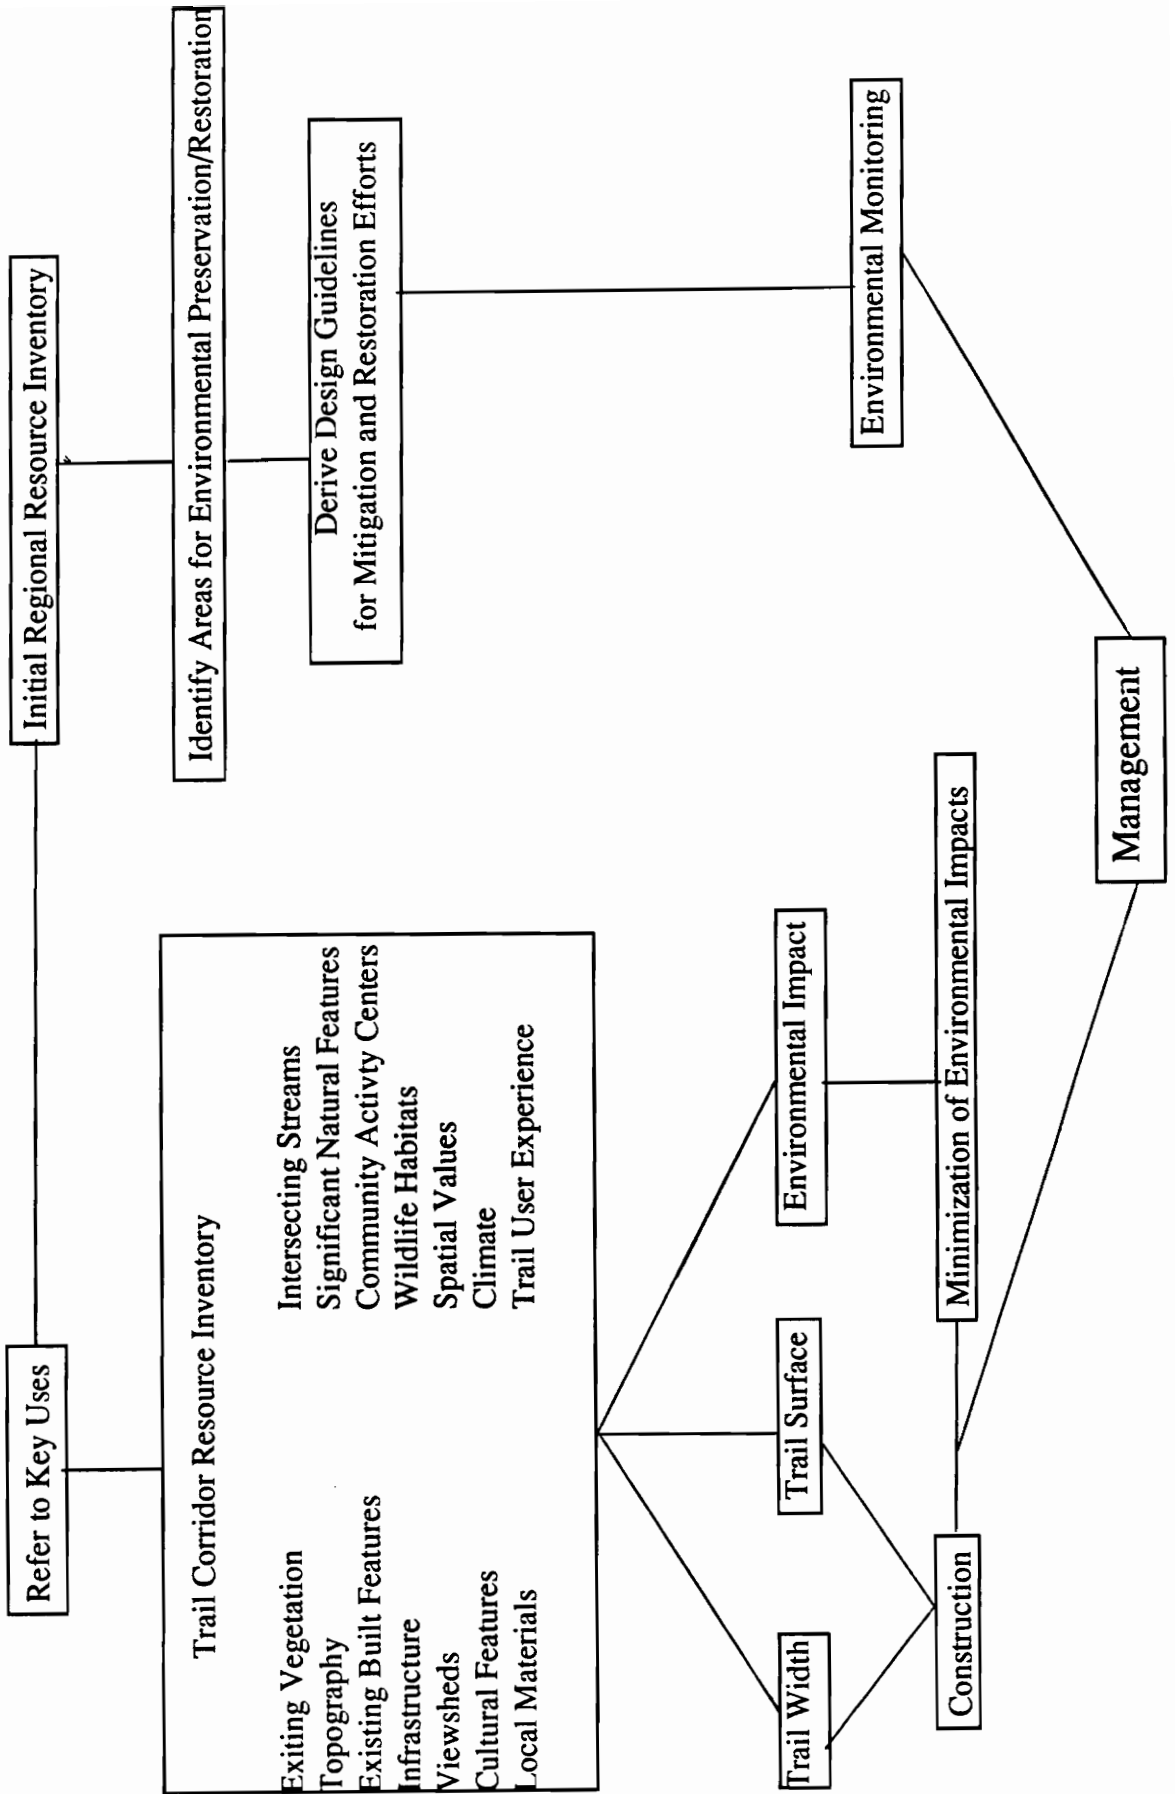 Refer to Key Uses
Initial Regional Resource Inventory
Trail Corridor Resource Inventory
Exiting Vegetation
Topography
Existing Built Features
Infrastructure
Viewsheds
Cultural Features
Local Materials
Intersecting Streams
Significant Natural Features
Community Activty Centers
Wildlife Habitats
Spatial Values
Climate
Trail User Experience
Identify Areas for Environmental Preservation/Restoration
Derive Design Guidelines
for Mitigation and Restoration Efforts
Trail Width
Trail Surface
Environmental Impact
Environmental Monitoring
Construction
Minimization of Environmental Impacts
Management